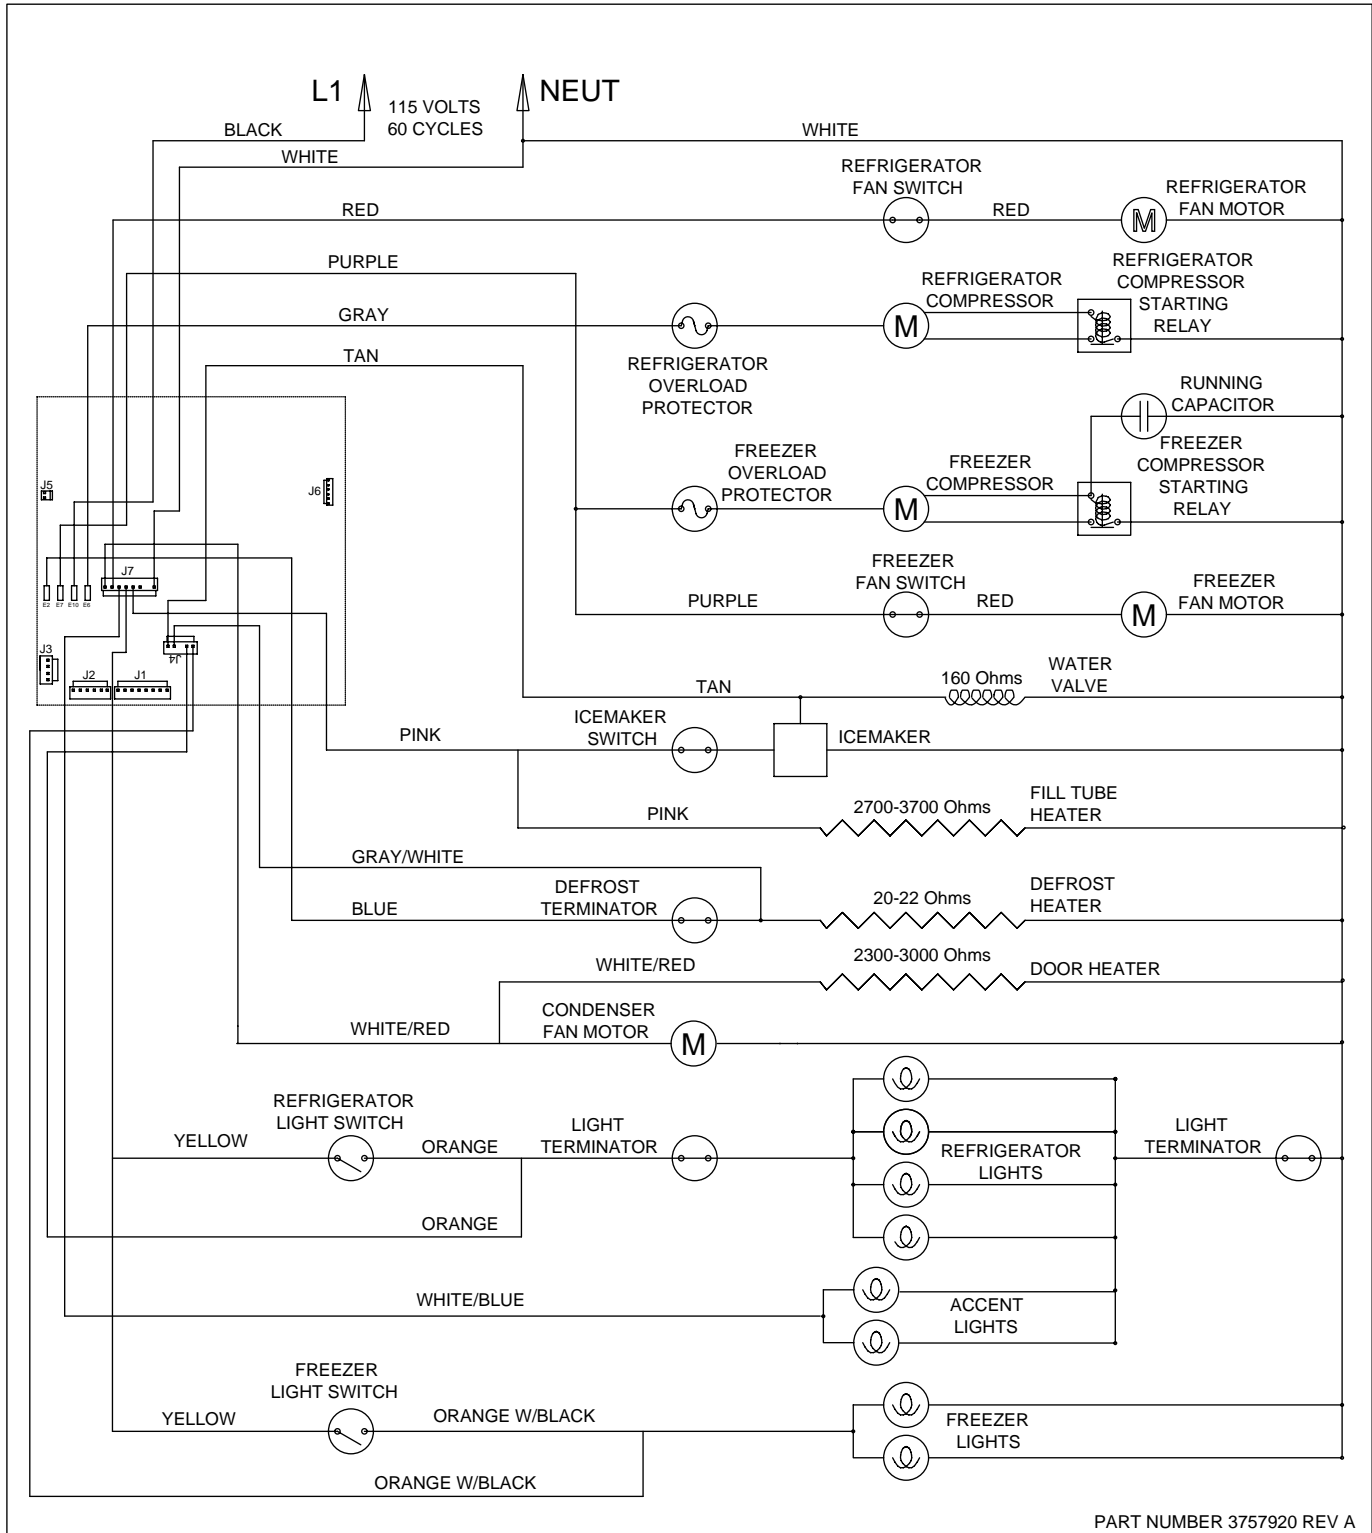 L1
115 VOLTS
60 CYCLES
NEUT
BLACK
WHITE
WHITE
RED
REFRIGERATOR
FAN SWITCH
RED
REFRIGERATOR
FAN MOTOR
M
PURPLE
GRAY
TAN
REFRIGERATOR
OVERLOAD
PROTECTOR
REFRIGERATOR
COMPRESSOR
M
REFRIGERATOR
COMPRESSOR
STARTING
RELAY
RUNNING
CAPACITOR
FREEZER
OVERLOAD
PROTECTOR
FREEZER
COMPRESSOR
M
FREEZER
COMPRESSOR
STARTING
RELAY
J5
J6
J7
E2
E7
E10
E6
J3
J4
J2
J1
PURPLE
FREEZER
FAN SWITCH
RED
FREEZER
FAN MOTOR
M
TAN
160 Ohms
WATER
VALVE
PINK
ICEMAKER
SWITCH
ICEMAKER
PINK
2700-3700 Ohms
FILL TUBE
HEATER
GRAY/WHITE
BLUE
DEFROST
TERMINATOR
20-22 Ohms
DEFROST
HEATER
WHITE/RED
2300-3000 Ohms
DOOR HEATER
WHITE/RED
CONDENSER
FAN MOTOR
M
REFRIGERATOR
LIGHT SWITCH
YELLOW
ORANGE
LIGHT
TERMINATOR
REFRIGERATOR
LIGHTS
LIGHT
TERMINATOR
ORANGE
WHITE/BLUE
ACCENT
LIGHTS
FREEZER
LIGHT SWITCH
YELLOW
ORANGE W/BLACK
FREEZER
LIGHTS
ORANGE W/BLACK
PART NUMBER 3757920 REV A